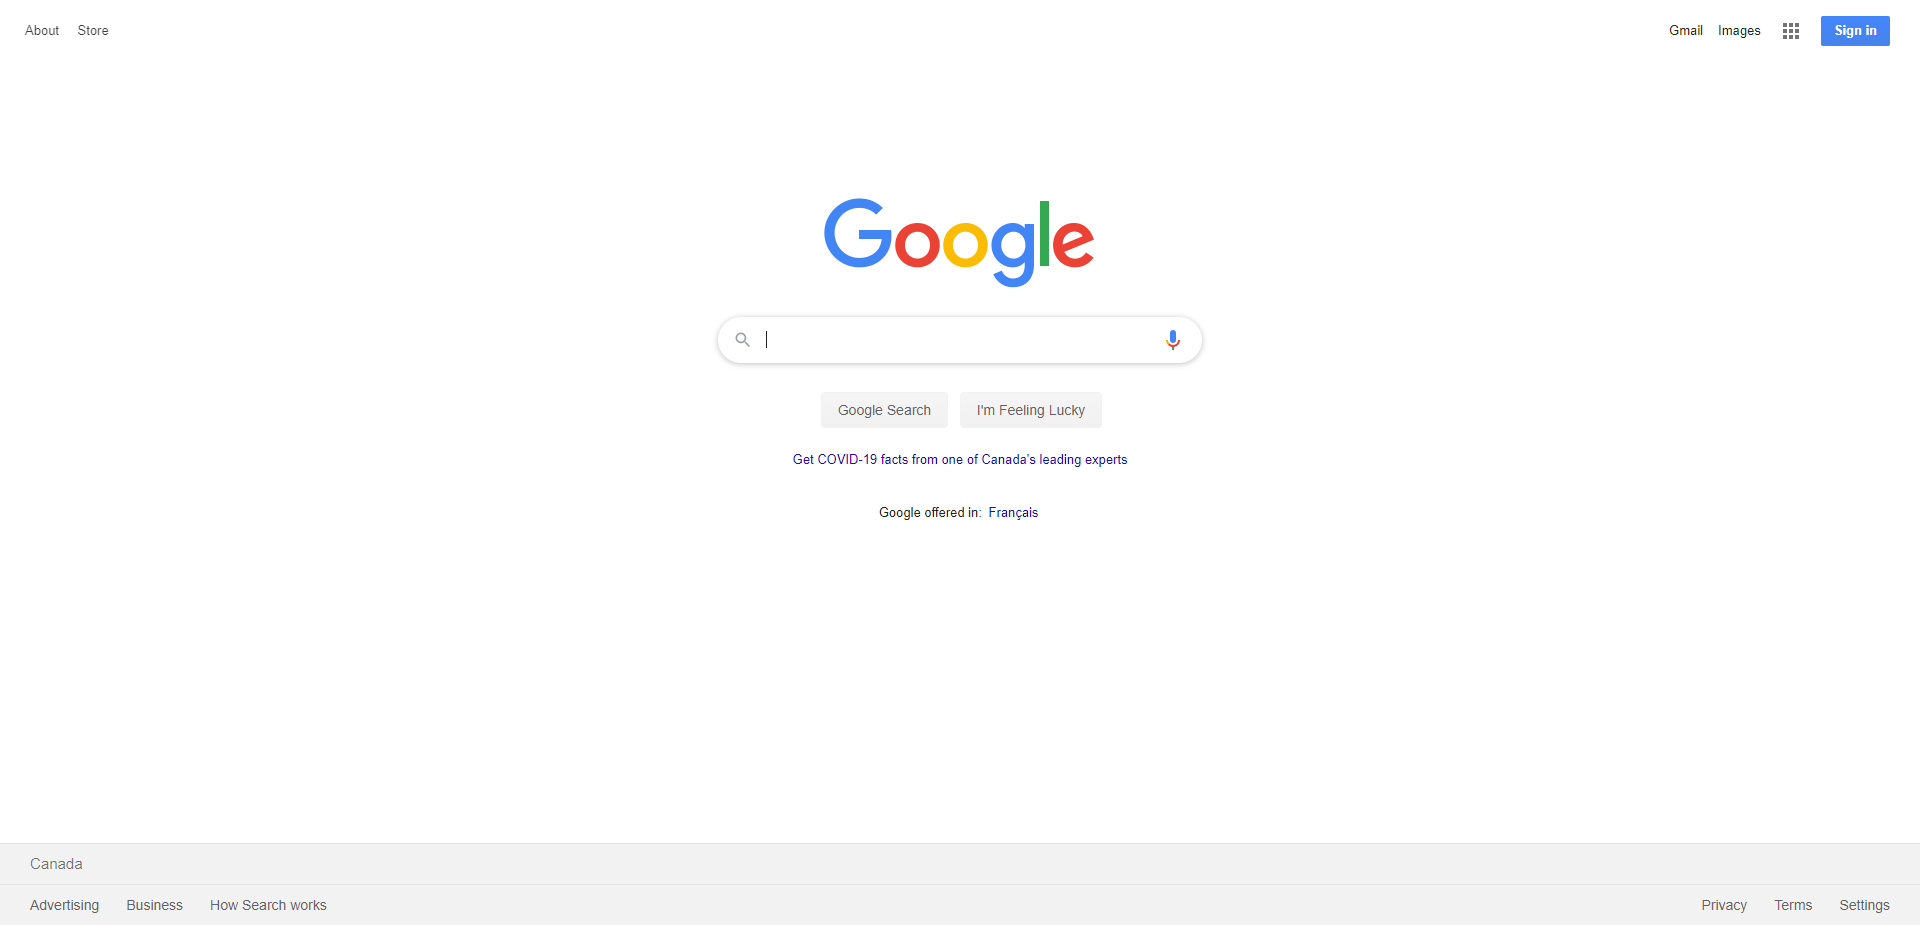 About Store Gmail Images Sign in
Google
Google Search I'm Feeling Lucky
Get COVID-19 facts from one of Canada's leading experts
Google offered in: Français
Canada
Advertising Business How Search works Privacy Terms Settings